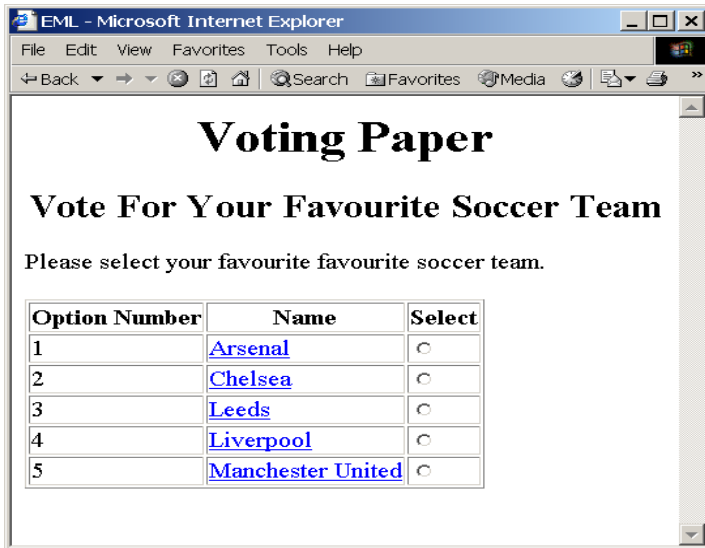 EML - Microsoft Internet Explorer
File Edit View Favorites Tools Help
Back Search Favorites Media »
Voting Paper
Vote For Your Favourite Soccer Team
Please select your favourite favourite soccer team.
Option Number Name Select
1 Arsenal
2 Chelsea
3 Leeds
4 Liverpool
5 Manchester United